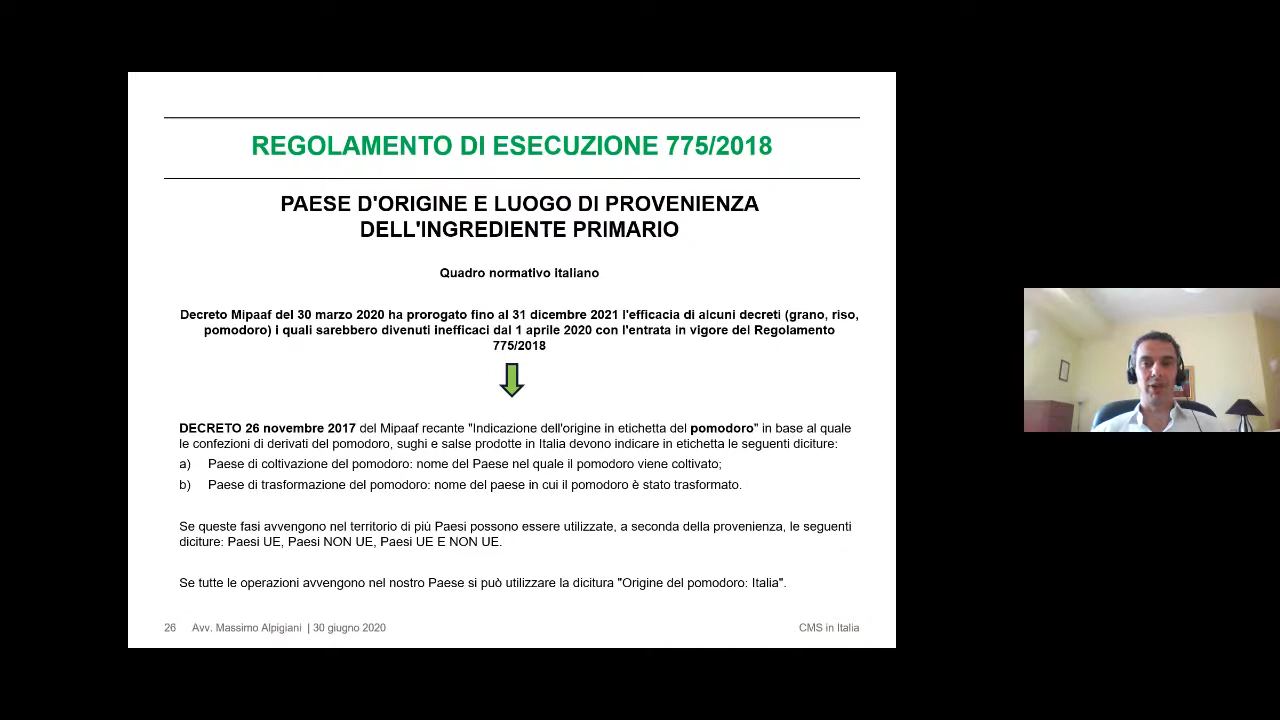 REGOLAMENTO DI ESECUZIONE 775/2018
PAESE D'ORIGINE E LUOGO DI PROVENIENZA
DELL'INGREDIENTE PRIMARIO
Quadro normativo italiano
Decreto Mipaaf del 30 marzo 2020 ha prorogato fino al 31 dicembre 2021 l'efficacia di alcuni decreti (grano, riso,
pomodoro) i quali sarebbero divenuti inefficaci dal 1 aprile 2020 con l'entrata in vigore del Regolamento
775/2018
DECRETO 26 novembre 2017 del Mipaaf recante "Indicazione dell'origine in etichetta del pomodoro" in base al quale
le confezioni di derivati del pomodoro, sughi e salse prodotte in Italia devono indicare in etichetta le seguenti diciture:
a) Paese di coltivazione del pomodoro: nome del Paese nel quale il pomodoro viene coltivato;
b) Paese di trasformazione del pomodoro: nome del paese in cui il pomodoro è stato trasformato.
Se queste fasi avvengono nel territorio di più Paesi possono essere utilizzate, a seconda della provenienza, le seguenti
diciture: Paesi UE, Paesi NON UE, Paesi UE E NON UE.
Se tutte le operazioni avvengono nel nostro Paese si può utilizzare la dicitura "Origine del pomodoro: Italia".
26 Avv. Massimo Alpigiani | 30 giugno 2020 CMS in Italia